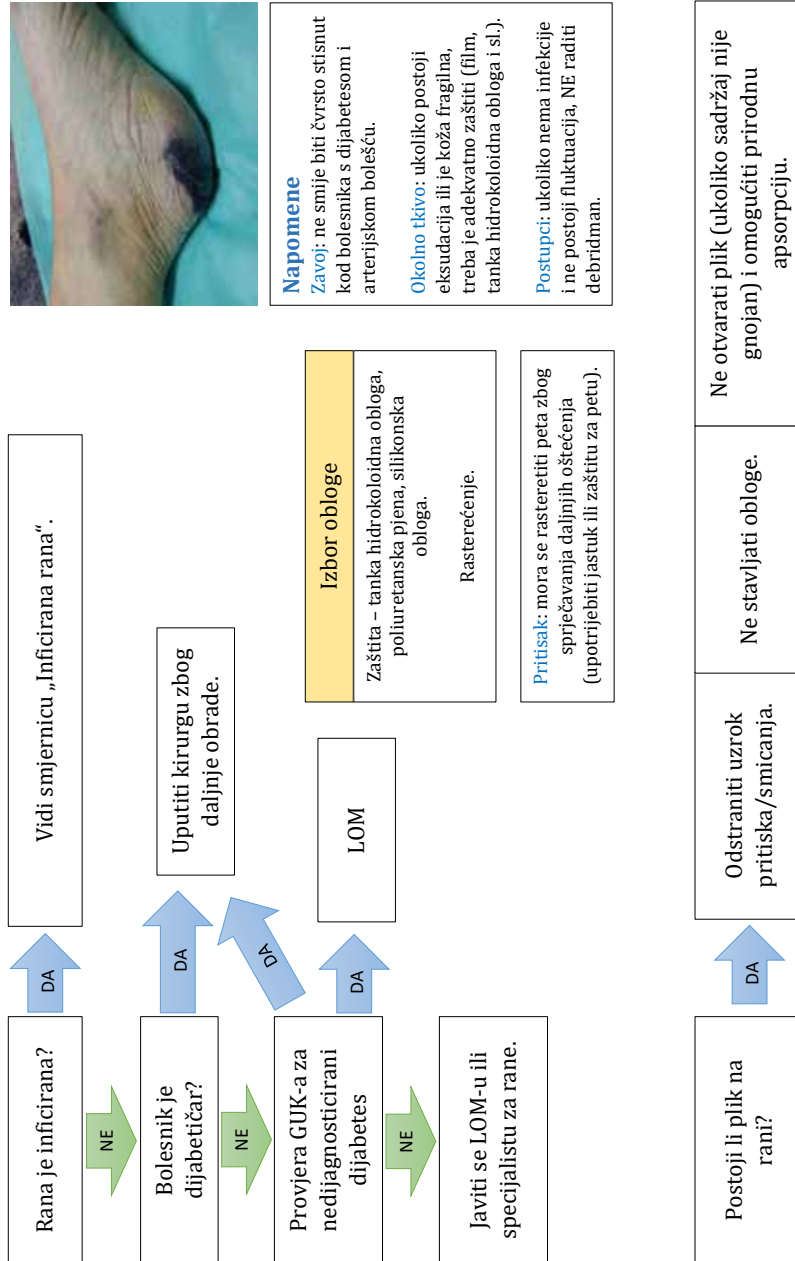 Rana je inficirana?
DA
Vidi smjernicu „Inficirana rana“.
NE
Bolesnik je
dijabetičar?
DA
Uputiti kirurgu zbog
daljnje obrade.
NE
Provjera GUK-a za
nedijagnosticirani
dijabetes
DA
DA
LOM
NE
Javiti se LOM-u ili
specijalistu za rane.
Izbor obloge
Zaštita – tanka hidrokoloidna obloga,
poliuretanska pjena, silikonska
obloga.
Rasterećenje.
Pritisak: mora se rasteretiti peta zbog
sprječavanja daljnjih oštećenja
(upotrijebiti jastuk ili zaštitu za petu).
Napomene
Zavoj: ne smije biti čvrsto stisnut
kod bolesnika s dijabetesom i
arterijskom bolešću.
Okolno tkivo: ukoliko postoji
eksudacija ili je koža fragilna,
treba je adekvatno zaštiti (film,
tanka hidrokoloidna obloga i sl.).
Postupci: ukoliko nema infekcije
i ne postoji fluktuacija, NE raditi
debridman.
Postoji li plik na
rani?
DA
Odstraniti uzrok
pritiska/smicanja.
Ne stavljati obloge.
Ne otvarati plik (ukoliko sadržaj nije
gnojan) i omogućiti prirodnu
apsorpciju.